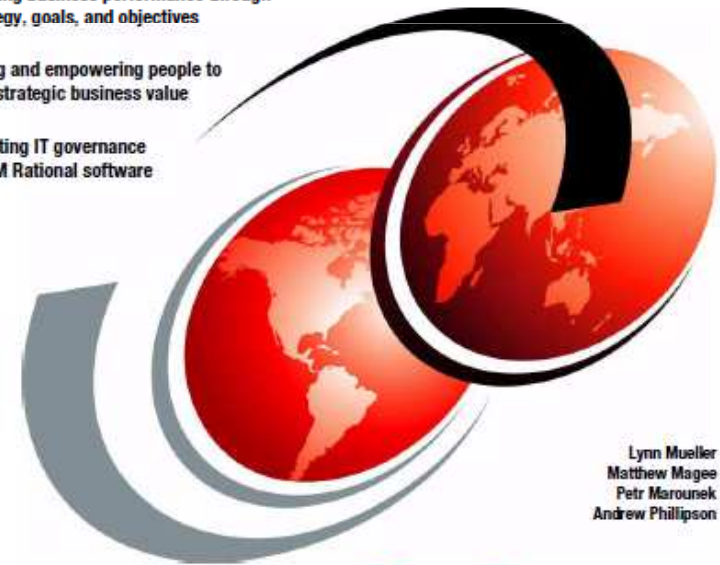 egy, goals, and objectives
g and empowering people to
strategic business value
ting IT governance
M Rational software
Lynn Mueller
Matthew Magee
Petr Marounek
Andrew Phillipson